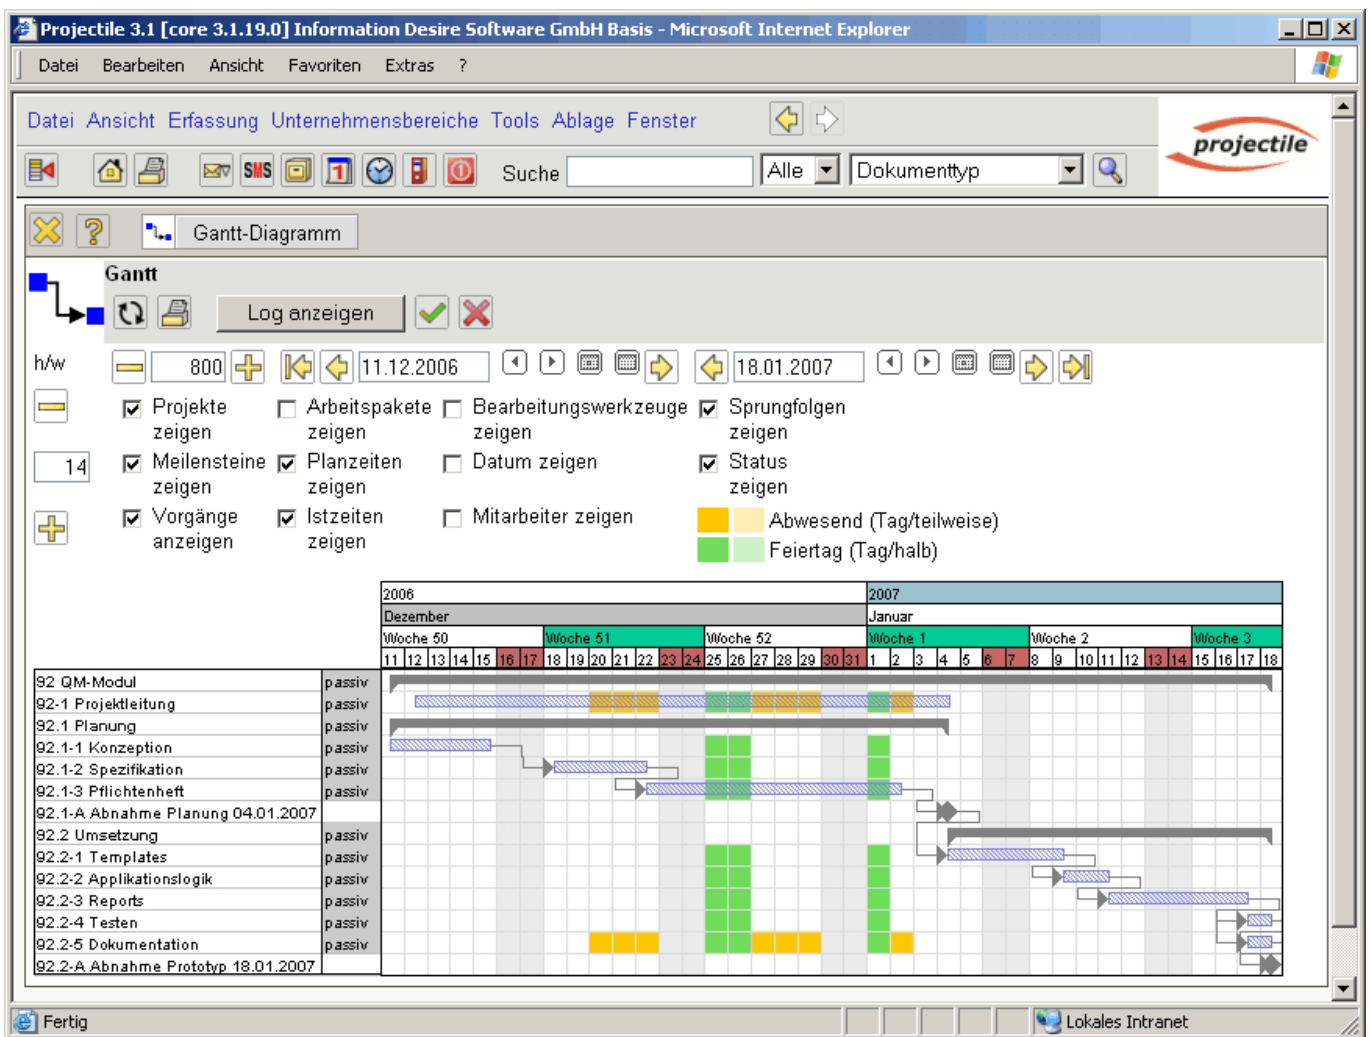 Projectile 3.1 [core 3.1.19.0] Information Desire Software GmbH Basis - Microsoft Internet Explorer
Datei Bearbeiten Ansicht Favoriten Extras ?
Datei Ansicht Erfassung Unternehmensbereiche Tools Ablage Fenster
projectile
SMS 1 Suche Alle Dokumenttyp
Gantt-Diagramm
Gantt
Log anzeigen
h/w 800 11.12.2006 18.01.2007
Projekte zeigen
Arbeitspakete zeigen
Bearbeitungswerkzeuge zeigen
Sprungfolgen zeigen
14
Meilensteine zeigen
Planzeiten zeigen
Datum zeigen
Status zeigen
Vorgänge anzeigen
Istzeiten zeigen
Mitarbeiter zeigen
Abwesend (Tag/teilweise)
Feiertag (Tag/halb)
2006 2007
Dezember Januar
Woche 50 Woche 51 Woche 52 Woche 1 Woche 2 Woche 3
11 12 13 14 15 16 17 18 19 20 21 22 23 24 25 26 27 28 29 30 31 1 2 3 4 5 6 7 8 9 10 11 12 13 14 15 16 17 18
92 QM-Modul passiv
92-1 Projektleitung passiv
92.1 Planung passiv
92.1-1 Konzeption passiv
92.1-2 Spezifikation passiv
92.1-3 Pflichtenheft passiv
92.1-A Abnahme Planung 04.01.2007
92.2 Umsetzung passiv
92.2-1 Templates passiv
92.2-2 Applikationslogik passiv
92.2-3 Reports passiv
92.2-4 Testen passiv
92.2-5 Dokumentation passiv
92.2-A Abnahme Prototyp 18.01.2007
Fertig Lokales Intranet